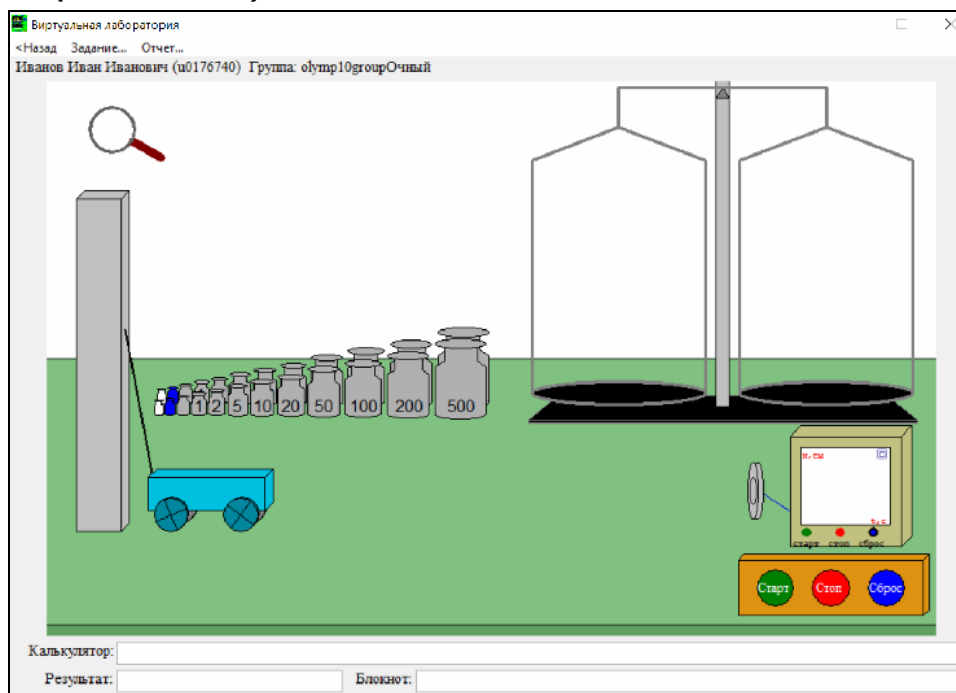 Виртуальная лаборатория
<Назад Задание... Отчет...
Иванов Иван Иванович (u0176740) Группа: olymp10groupОчный
1 2 5 10 20 50 100 200 500
старт стоп сброс
Старт Стоп Сброс
Калькулятор:
Результат: Блокнот: